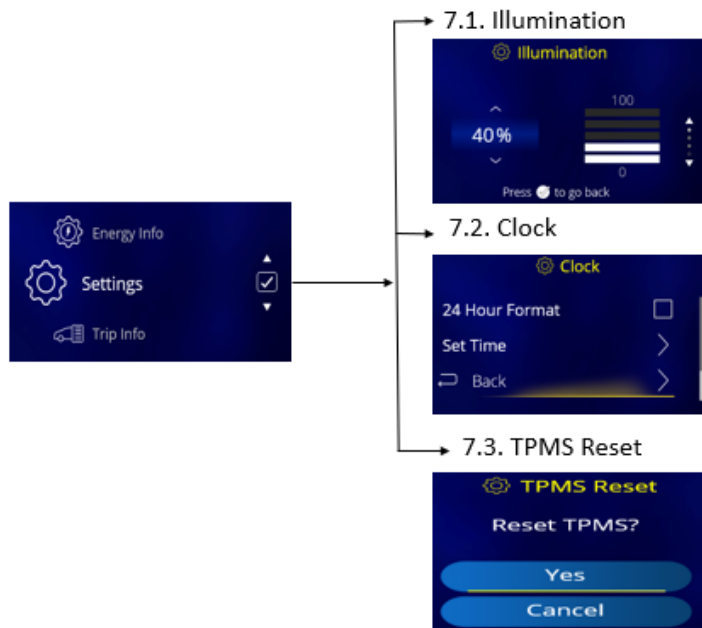 7.1. Illumination
Illumination
100
40%
0
Press to go back
Energy Info
Settings
Trip Info
7.2. Clock
Clock
24 Hour Format
Set Time
Back
7.3. TPMS Reset
TPMS Reset
Reset TPMS?
Yes
Cancel